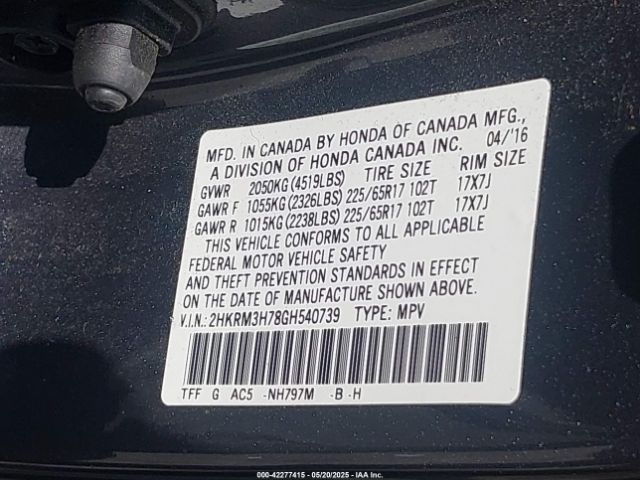 MFD. IN CANADA BY HONDA OF CANADA MFG.,
A DIVISION OF HONDA CANADA INC. 04/'16
GVWR 2050KG(4519LBS) TIRE SIZE RIM SIZE
GAWR F 1055KG(2326LBS) 225/65R17 102T 17X7J
GAWR R 1015KG(2238LBS) 225/65R17 102T 17X7J
THIS VEHICLE CONFORMS TO ALL APPLICABLE
FEDERAL MOTOR VEHICLE SAFETY
AND THEFT PREVENTION STANDARDS IN EFFECT
ON THE DATE OF MANUFACTURE SHOWN ABOVE.
V.I.N.: 2HKRM3H78GH540739 TYPE: MPV
TFF G AC5 -NH797M -B -H
000-42277415 - 05/20/2025 - IAA Inc.